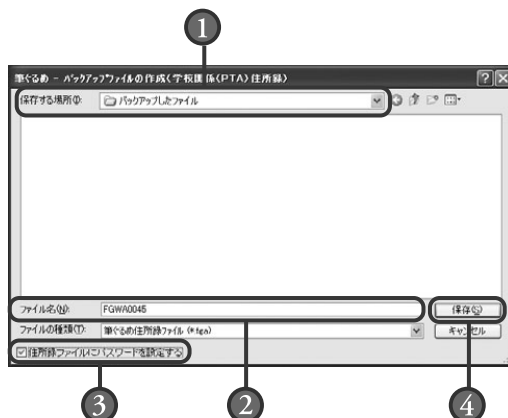 1
筆ぐるめ - バックアップファイルの作成(学校関係(PTA)住所録)
保存する場所(I): バックアップしたファイル
ファイル名(N): FGWA0045 保存(S)
ファイルの種類(T): 筆ぐるめ住所録ファイル (*.fga) キャンセル
住所録ファイルにパスワードを設定する
3 2 4